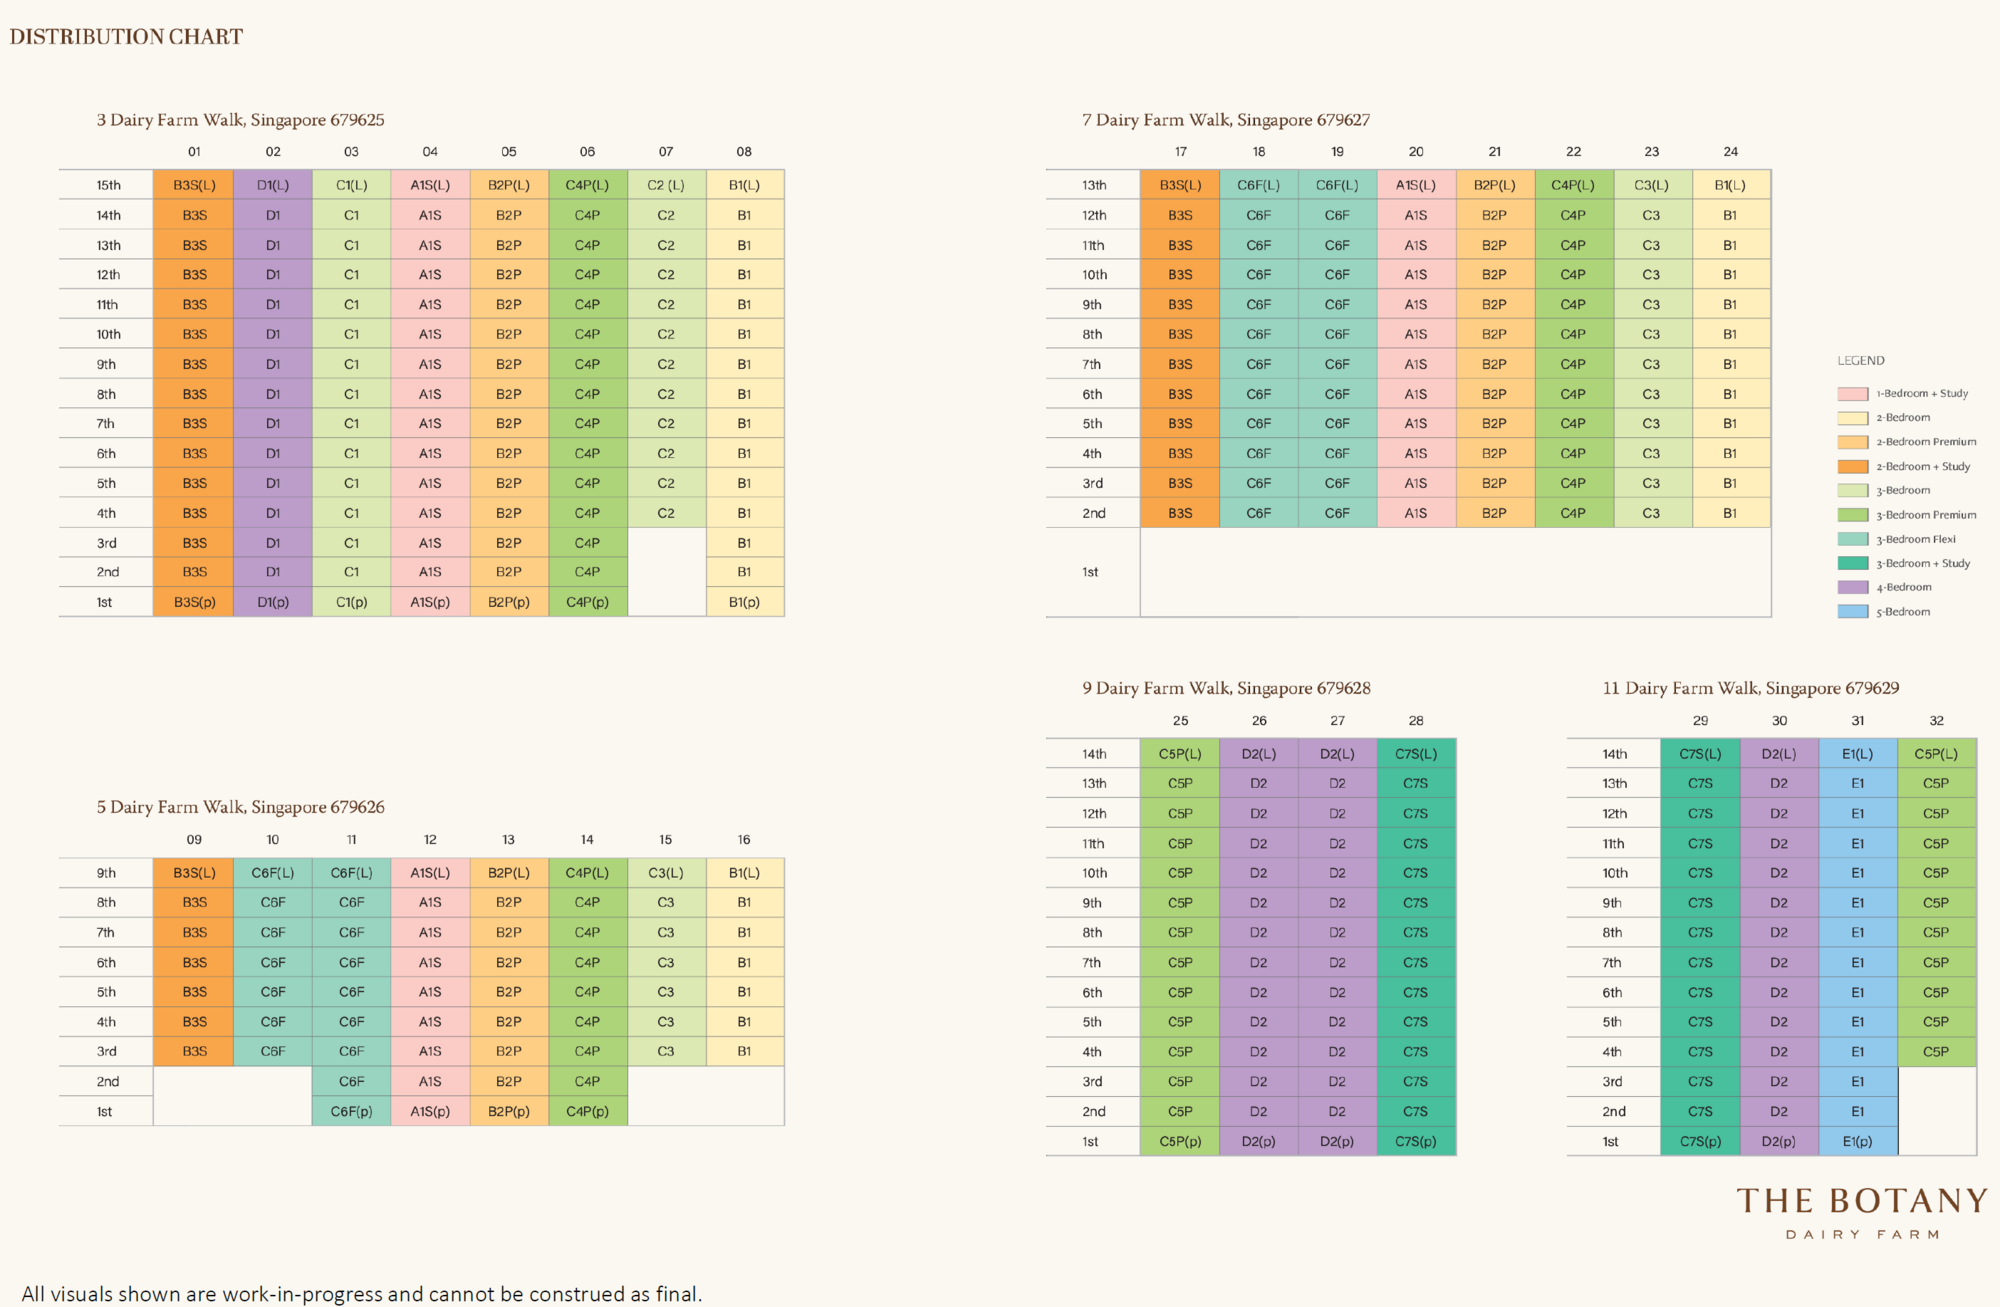 DISTRIBUTION CHART
3 Dairy Farm Walk, Singapore 679625
01 02 03 04 05 06 07 08
15th B3S(L) D1(L) C1(L) A1S(L) B2P(L) C4P(L) C2 (L) B1(L)
14th B3S D1 C1 A1S B2P C4P C2 B1
13th B3S D1 C1 A1S B2P C4P C2 B1
12th B3S D1 C1 A1S B2P C4P C2 B1
11th B3S D1 C1 A1S B2P C4P C2 B1
10th B3S D1 C1 A1S B2P C4P C2 B1
9th B3S D1 C1 A1S B2P C4P C2 B1
8th B3S D1 C1 A1S B2P C4P C2 B1
7th B3S D1 C1 A1S B2P C4P C2 B1
6th B3S D1 C1 A1S B2P C4P C2 B1
5th B3S D1 C1 A1S B2P C4P C2 B1
4th B3S D1 C1 A1S B2P C4P C2 B1
3rd B3S D1 C1 A1S B2P C4P B1
2nd B3S D1 C1 A1S B2P C4P B1
1st B3S(p) D1(p) C1(p) A1S(p) B2P(p) C4P(p) B1(p)
7 Dairy Farm Walk, Singapore 679627
17 18 19 20 21 22 23 24
13th B3S(L) C6F(L) C6F(L) A1S(L) B2P(L) C4P(L) C3(L) B1(L)
12th B3S C6F C6F A1S B2P C4P C3 B1
11th B3S C6F C6F A1S B2P C4P C3 B1
10th B3S C6F C6F A1S B2P C4P C3 B1
9th B3S C6F C6F A1S B2P C4P C3 B1
8th B3S C6F C6F A1S B2P C4P C3 B1
7th B3S C6F C6F A1S B2P C4P C3 B1
6th B3S C6F C6F A1S B2P C4P C3 B1
5th B3S C6F C6F A1S B2P C4P C3 B1
4th B3S C6F C6F A1S B2P C4P C3 B1
3rd B3S C6F C6F A1S B2P C4P C3 B1
2nd B3S C6F C6F A1S B2P C4P C3 B1
1st
LEGEND
1-Bedroom + Study
2-Bedroom
2-Bedroom Premium
2-Bedroom + Study
3-Bedroom
3-Bedroom Premium
3-Bedroom Flexi
3-Bedroom + Study
4-Bedroom
5-Bedroom
5 Dairy Farm Walk, Singapore 679626
09 10 11 12 13 14 15 16
9th B3S(L) C6F(L) C6F(L) A1S(L) B2P(L) C4P(L) C3(L) B1(L)
8th B3S C6F C6F A1S B2P C4P C3 B1
7th B3S C6F C6F A1S B2P C4P C3 B1
6th B3S C6F C6F A1S B2P C4P C3 B1
5th B3S C6F C6F A1S B2P C4P C3 B1
4th B3S C6F C6F A1S B2P C4P C3 B1
3rd B3S C6F C6F A1S B2P C4P C3 B1
2nd C6F A1S B2P C4P
1st C6F(p) A1S(p) B2P(p) C4P(p)
9 Dairy Farm Walk, Singapore 679628
25 26 27 28
14th C5P(L) D2(L) D2(L) C7S(L)
13th C5P D2 D2 C7S
12th C5P D2 D2 C7S
11th C5P D2 D2 C7S
10th C5P D2 D2 C7S
9th C5P D2 D2 C7S
8th C5P D2 D2 C7S
7th C5P D2 D2 C7S
6th C5P D2 D2 C7S
5th C5P D2 D2 C7S
4th C5P D2 D2 C7S
3rd C5P D2 D2 C7S
2nd C5P D2 D2 C7S
1st C5P(p) D2(p) D2(p) C7S(p)
11 Dairy Farm Walk, Singapore 679629
29 30 31 32
14th C7S(L) D2(L) E1(L) C5P(L)
13th C7S D2 E1 C5P
12th C7S D2 E1 C5P
11th C7S D2 E1 C5P
10th C7S D2 E1 C5P
9th C7S D2 E1 C5P
8th C7S D2 E1 C5P
7th C7S D2 E1 C5P
6th C7S D2 E1 C5P
5th C7S D2 E1 C5P
4th C7S D2 E1 C5P
3rd C7S D2 E1
2nd C7S D2 E1
1st C7S(p) D2(p) E1(p)
THE BOTANY
DAIRY FARM
All visuals shown are work-in-progress and cannot be construed as final.